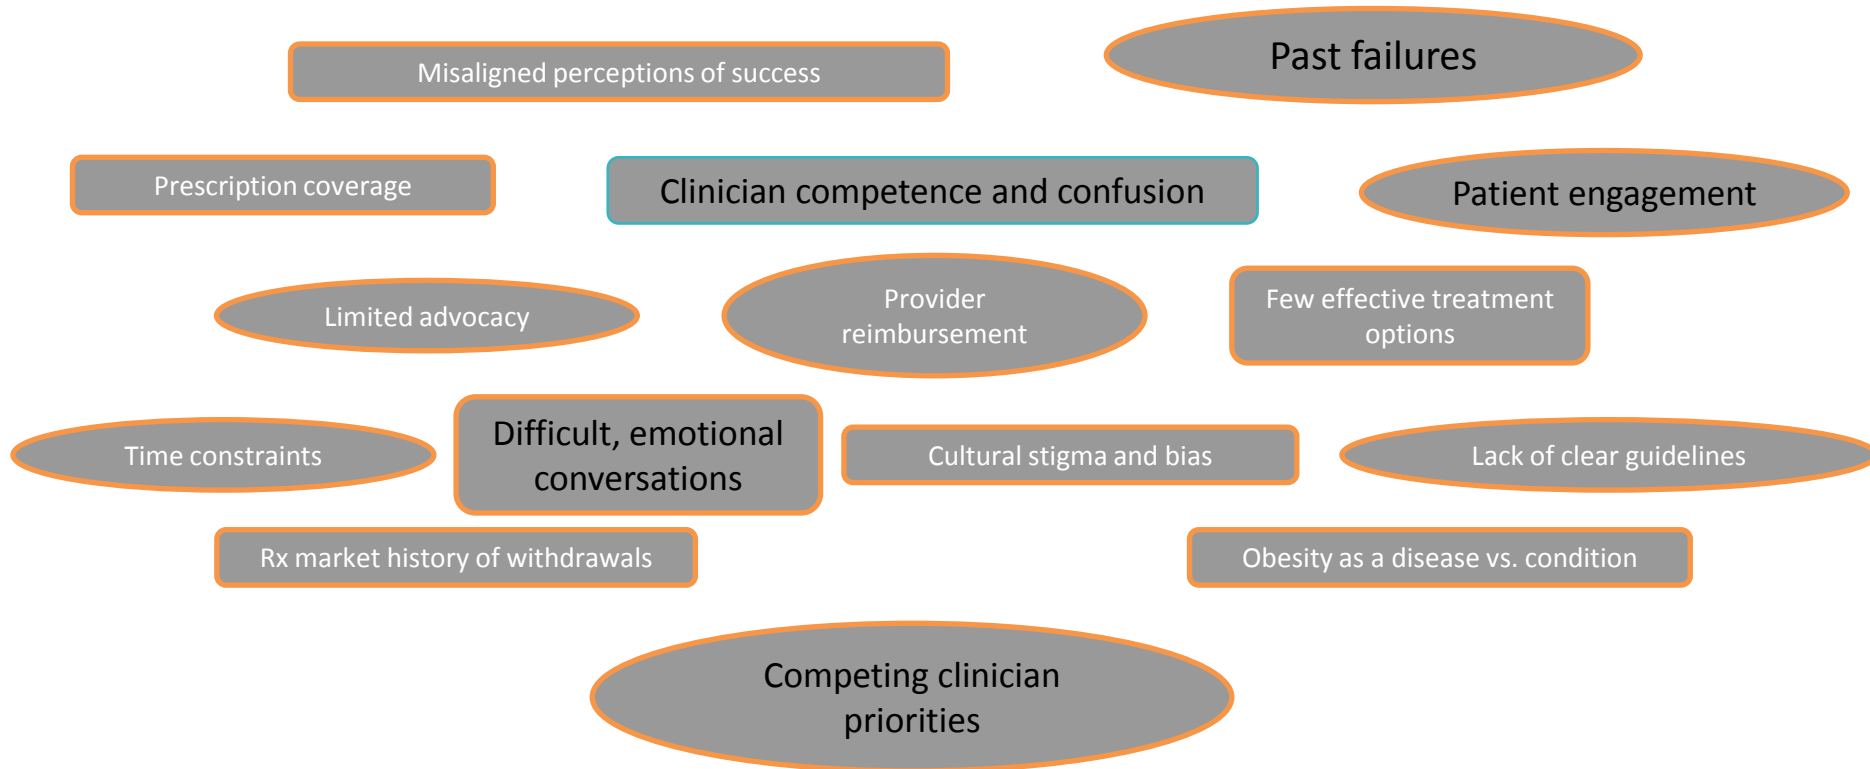 Misaligned perceptions of success
Past failures
Prescription coverage
Clinician competence and confusion
Patient engagement
Limited advocacy
Provider
reimbursement
Few effective treatment
options
Time constraints
Difficult, emotional
conversations
Cultural stigma and bias
Lack of clear guidelines
Rx market history of withdrawals
Obesity as a disease vs. condition
Competing clinician
priorities